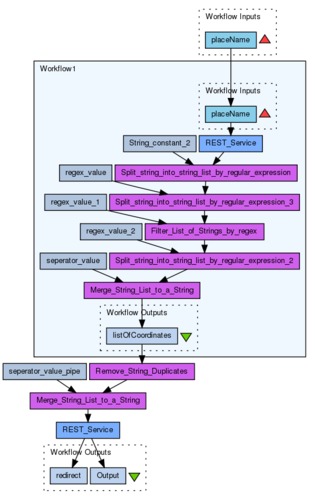 Workflow Inputs
placeName
Workflow1
Workflow Inputs
placeName
String_constant_2
REST_Service
regex_value
Split_string_into_string_list_by_regular_expression
regex_value_1
Split_string_into_string_list_by_regular_expression_3
regex_value_2
Filter_List_of_Strings_by_regex
seperator_value
Split_string_into_string_list_by_regular_expression_2
Merge_String_List_to_a_String
Workflow Outputs
listOfCoordinates
seperator_value_pipe
Remove_String_Duplicates
Merge_String_List_to_a_String
REST_Service
Workflow Outputs
redirect
Output